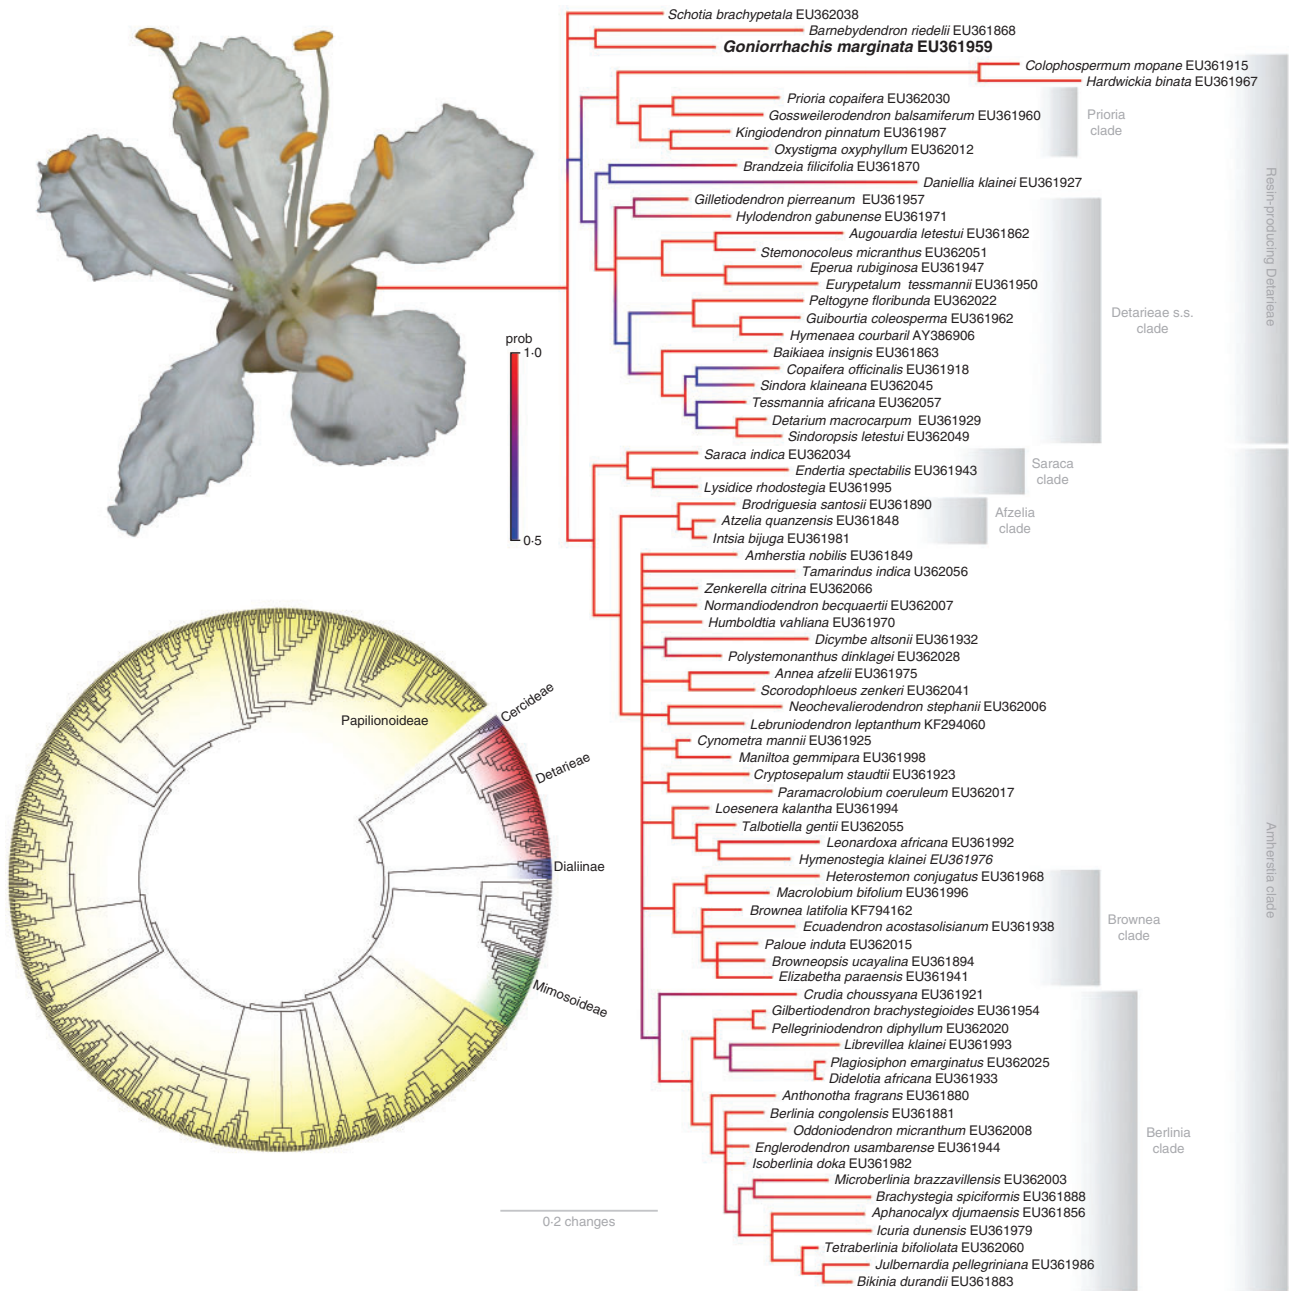 Schotia brachypetala EU362038
Barnebydendron riedelii EU361868
Goniorrhachis marginata EU361959
Colophospermum mopane EU361915
Hardwickia binata EU361967
Prioria copaifera EU362030
Gossweilerodendron balsamiferum EU361960
Kingiodendron pinnatum EU361987
Oxystigma oxyphyllum EU362012
Prioria
clade
Brandzeia filicifolia EU361870
Daniellia klainei EU361927
Gilletiodendron pierreanum EU361957
Hylodendron gabunense EU361971
Augouardia letestui EU361862
Stemonocoleus micranthus EU362051
Eperua rubiginosa EU361947
Eurypetalum tessmannii EU361950
Peltogyne floribunda EU362022
Guibourtia coleosperma EU361962
Hymenaea courbaril AY386906
Baikiaea insignis EU361863
Copaifera officinalis EU361918
Sindora klaineana EU362045
Tessmannia africana EU362057
Detarium macrocarpum EU361929
Sindoropsis letestui EU362049
Detarieae s.s.
clade
Resin-producing Detarieae
prob
1·0
0·5
Saraca indica EU362034
Endertia spectabilis EU361943
Lysidice rhodostegia EU361995
Saraca
clade
Brodriguesia santosii EU361890
Atzelia quanzensis EU361848
Intsia bijuga EU361981
Afzelia
clade
Amherstia nobilis EU361849
Tamarindus indica U362056
Zenkerella citrina EU362066
Normandiodendron becquaertii EU362007
Humboldtia vahliana EU361970
Dicymbe altsonii EU361932
Polystemonanthus dinklagei EU362028
Annea afzelii EU361975
Scorodophloeus zenkeri EU362041
Neochevalierodendron stephanii EU362006
Lebruniodendron leptanthum KF294060
Cynometra mannii EU361925
Maniltoa gemmipara EU361998
Cryptosepalum staudtii EU361923
Paramacrolobium coeruleum EU362017
Loesenera kalantha EU361994
Talbotiella gentii EU362055
Leonardoxa africana EU361992
Hymenostegia klainei EU361976
Heterostemon conjugatus EU361968
Macrolobium bifolium EU361996
Brownea latifolia KF794162
Ecuadendron acostasolisianum EU361938
Paloue induta EU362015
Browneopsis ucayalina EU361894
Elizabetha paraensis EU361941
Brownea
clade
Crudia choussyana EU361921
Gilbertiodendron brachystegioides EU361954
Pellegriniodendron diphyllum EU362020
Librevillea klainei EU361993
Plagiosiphon emarginatus EU362025
Didelotia africana EU361933
Anthonotha fragrans EU361880
Berlinia congolensis EU361881
Oddoniodendron micranthum EU362008
Englerodendron usambarense EU361944
Isoberlinia doka EU361982
Microberlinia brazzavillensis EU362003
Brachystegia spiciformis EU361888
Aphanocalyx djumaensis EU361856
Icuria dunensis EU361979
Tetraberlinia bifoliolata EU362060
Julbernardia pellegriniana EU361986
Bikinia durandii EU361883
Berlinia
clade
Amherstia clade
Papilionoideae
Cercideae
Detarieae
Dialiinae
Mimosoideae
0·2 changes